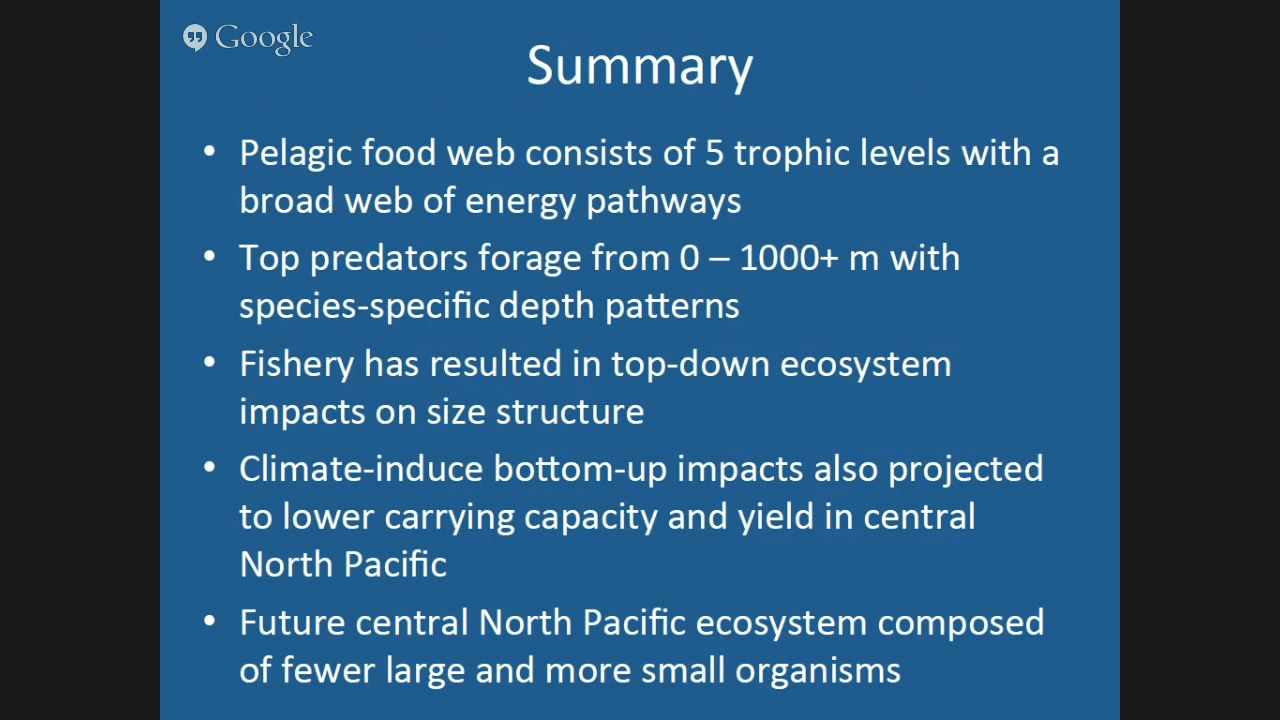 Google
Summary
• Pelagic food web consists of 5 trophic levels with a
broad web of energy pathways
• Top predators forage from 0 – 1000+ m with
species-specific depth patterns
• Fishery has resulted in top-down ecosystem
impacts on size structure
• Climate-induce bottom-up impacts also projected
to lower carrying capacity and yield in central
North Pacific
• Future central North Pacific ecosystem composed
of fewer large and more small organisms